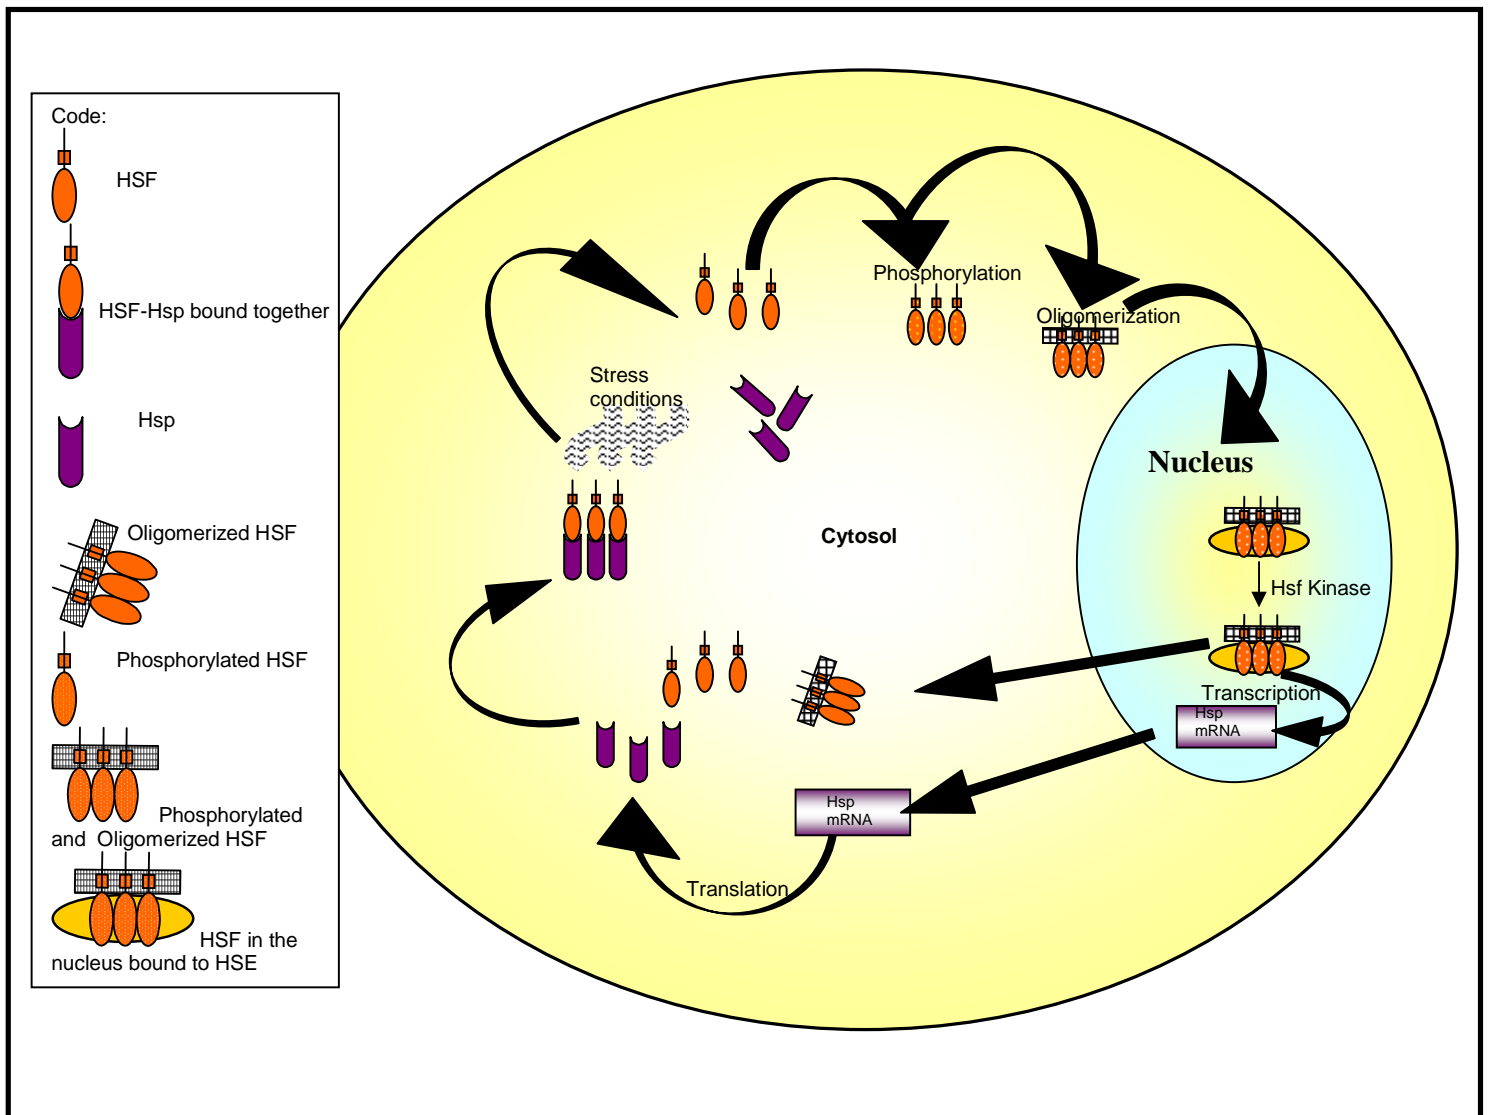 Code:
HSF
HSF-Hsp bound together
Hsp
Oligomerized HSF
Phosphorylated HSF
Phosphorylated
and Oligomerized HSF
HSF in the
nucleus bound to HSE
Phosphorylation
Oligomerization
Stress
conditions
Nucleus
Cytosol
Hsf Kinase
Transcription
Hsp
mRNA
Hsp
mRNA
Translation